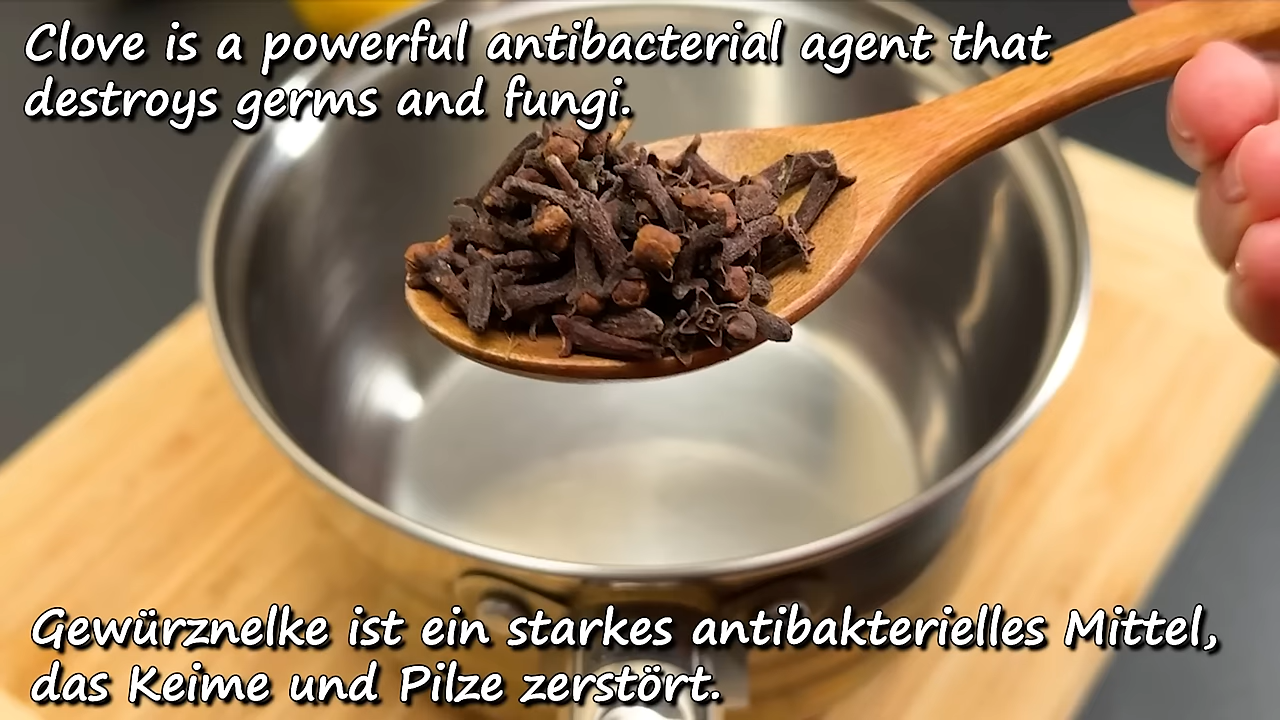 Clove is a powerful antibacterial agent that
destroys germs and fungi.
Gewürznelke ist ein starkes antibakterielles Mittel,
das Keime und Pilze zerstört.